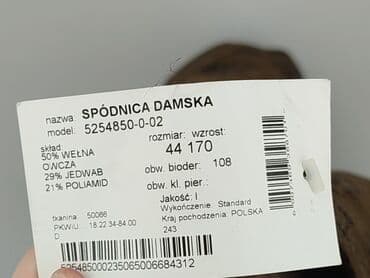 nazwa: SPÓDNICA DAMSKA
model: 5254850-0-02
rozmiar: wzrost:
44 170
skład
50% WEŁNA
OWCZA
29% JEDWAB
21% POLIAMID
obw. bioder: 108
obw. kl. pier.:
Jakość: I
Wykończenie: Standard
Kraj pochodzenia: POLSKA
243
tkanina: 50066
PKWiU: 18.22.34-84.00
D
5254850002350650066843​12